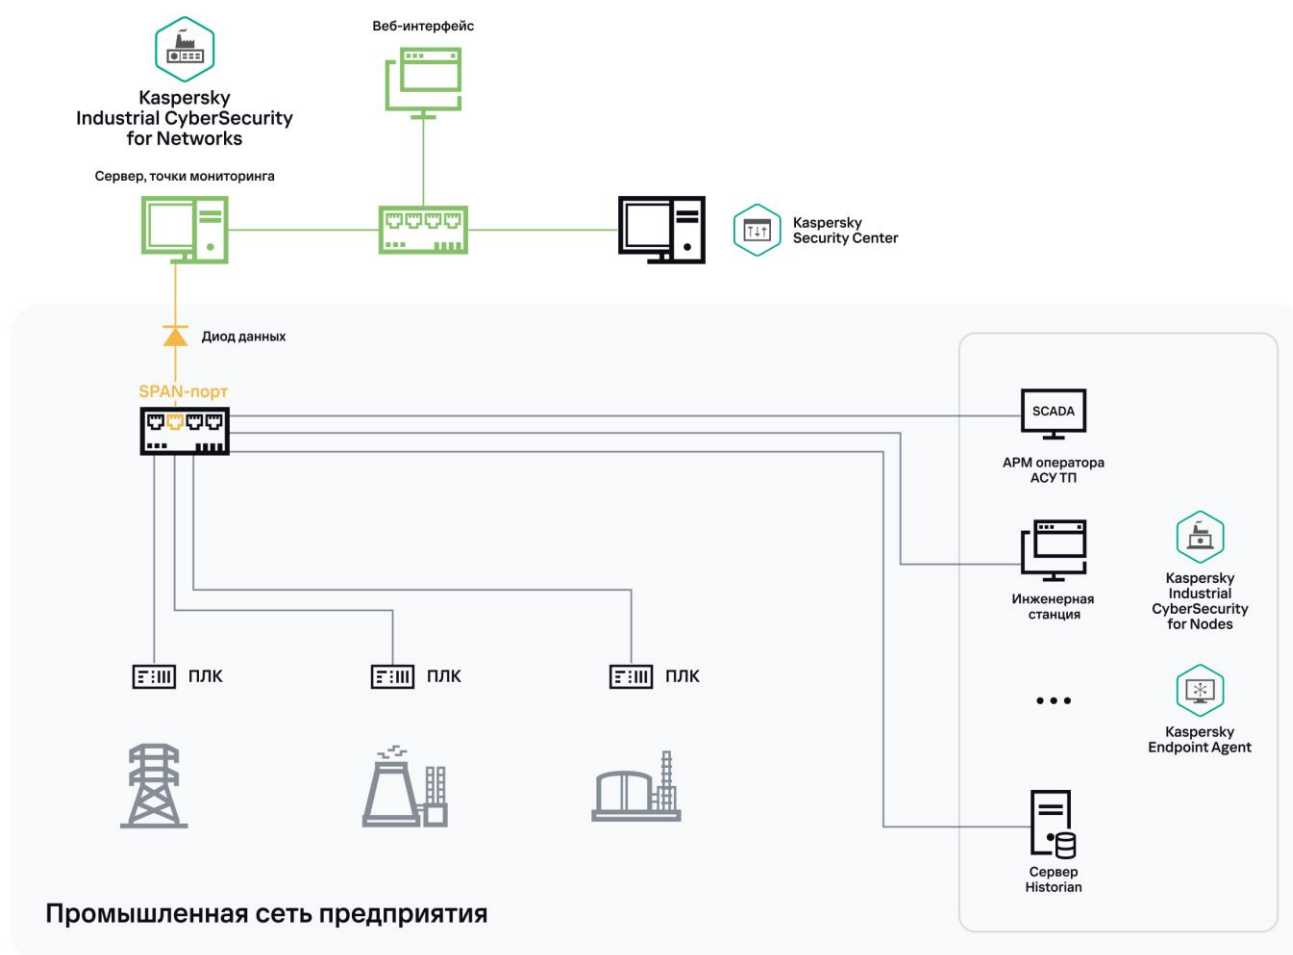 Веб-интерфейс
Kaspersky
Industrial CyberSecurity
for Networks
Сервер, точки мониторинга
Kaspersky
Security Center
Диод данных
SPAN-порт
SCADA
АРМ оператора
АСУ ТП
Инженерная
станция
Kaspersky
Industrial
CyberSecurity
for Nodes
ПЛК
ПЛК
ПЛК
Kaspersky
Endpoint Agent
Сервер
Historian
Промышленная сеть предприятия